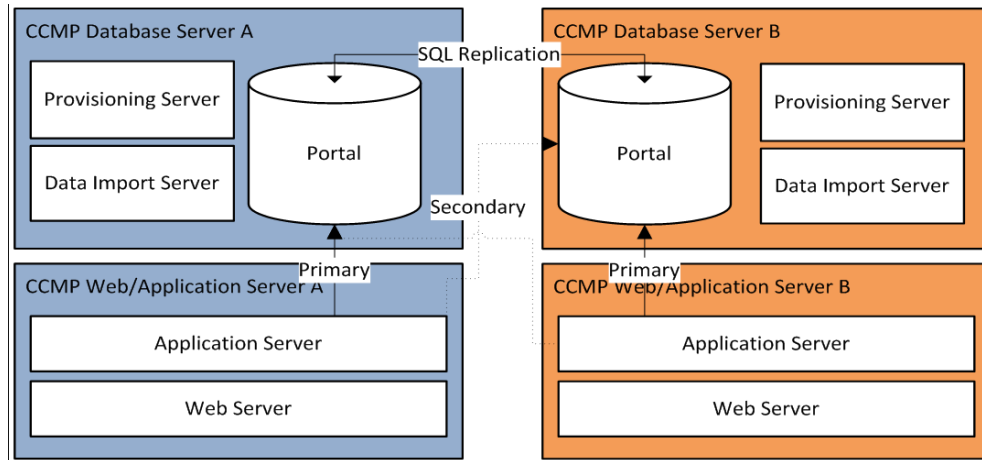 CCMP Database Server A
CCMP Database Server B
SQL Replication
Provisioning Server
Portal
Data Import Server
Portal
Provisioning Server
Data Import Server
Secondary
Primary
Primary
CCMP Web/Application Server A
CCMP Web/Application Server B
Application Server
Application Server
Web Server
Web Server